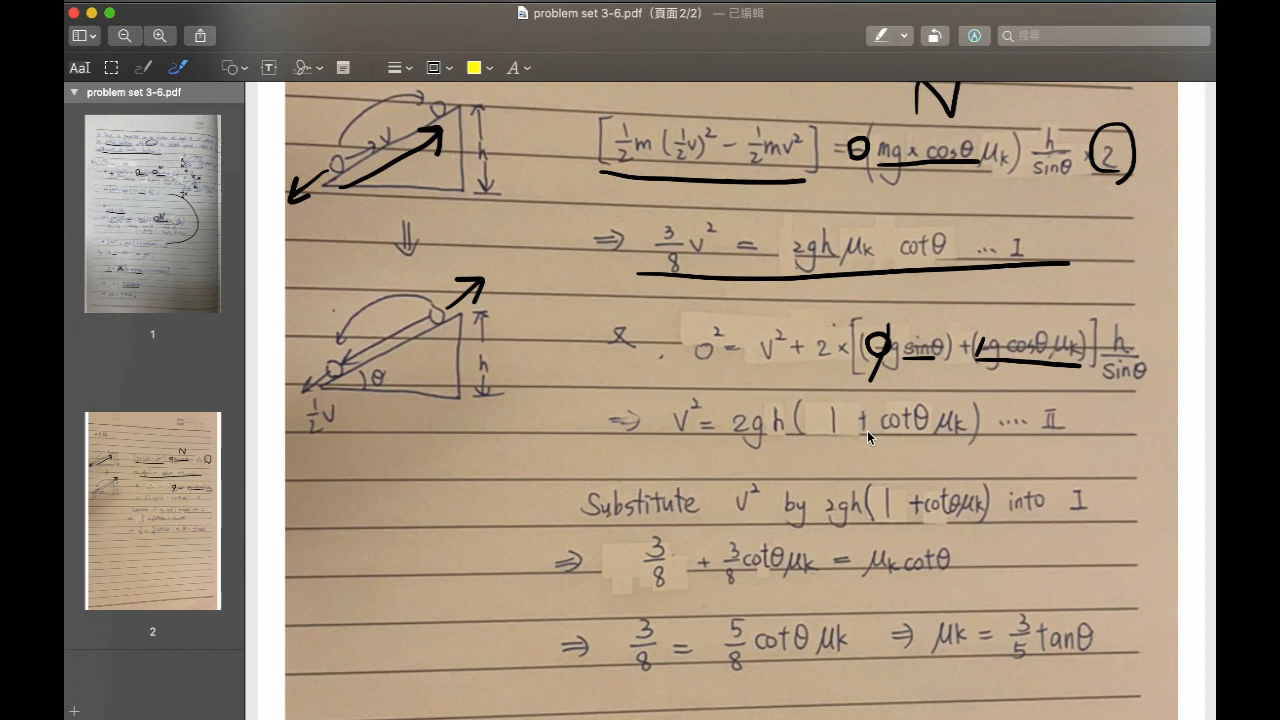 problem set 3-6.pdf（頁面2/2） — 已編輯
搜尋
AaI
A
problem set 3-6.pdf
1
2
N
[½m (½v)² − ½mv²] = −(mg × cosθ μk) h/sinθ × 2
v
h
⇒ 3/8 v² = 2gh μk cotθ ... I
⇓
0² = v² + 2 × [(−g sinθ) + (−g cosθ μk)] h/sinθ
h
θ
½v
⇒ v² = 2gh( 1 + cotθ μk) .... II
Substitute v² by 2gh(1 + cotθμk) into I
⇒ 3/8 + 3/8 cotθ μk = μk cotθ
⇒ 3/8 = 5/8 cotθ μk ⇒ μk = 3/5 tanθ